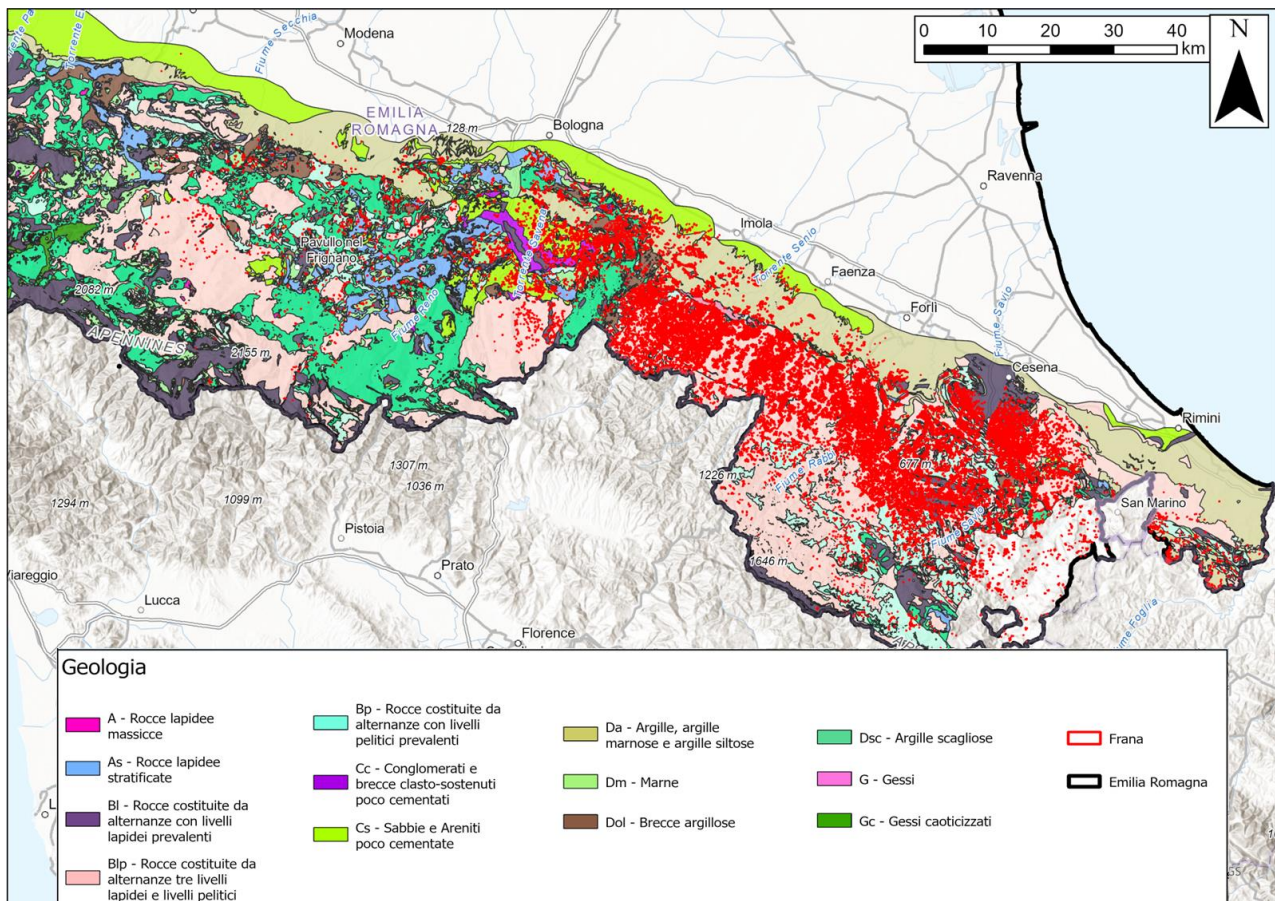 Fiume Secchia
Modena
0 10 20 30 40
km
N
EMILIA
ROMAGNA
128 m
Bologna
Ravenna
Imola
Torrente Senio
Faenza
Torrente Savena
Pavullo nel
Frignano
Fiume Reno
Forlì
Fiume Savio
2082 m
APENNINES
2155 m
Cesena
Rimini
1307 m
1036 m
1294 m
1099 m
1226 m
677 m
Fiume Rabbi
Fiume Savio
San Marino
Pistoia
1646 m
Prato
Viareggio
Lucca
Florence
Fiume Foglia
Geologia
A - Rocce lapidee
massicce
As - Rocce lapidee
stratificate
Bl - Rocce costituite da
alternanze con livelli
lapidei prevalenti
Blp - Rocce costituite da
alternanze tre livelli
lapidei e livelli pelitici
Bp - Rocce costituite da
alternanze con livelli
pelitici prevalenti
Cc - Conglomerati e
brecce clasto-sostenuti
poco cementati
Cs - Sabbie e Areniti
poco cementate
Da - Argille, argille
marnose e argille siltose
Dm - Marne
Dol - Brecce argillose
Dsc - Argille scagliose
G - Gessi
Gc - Gessi caoticizzati
Frana
Emilia Romagna